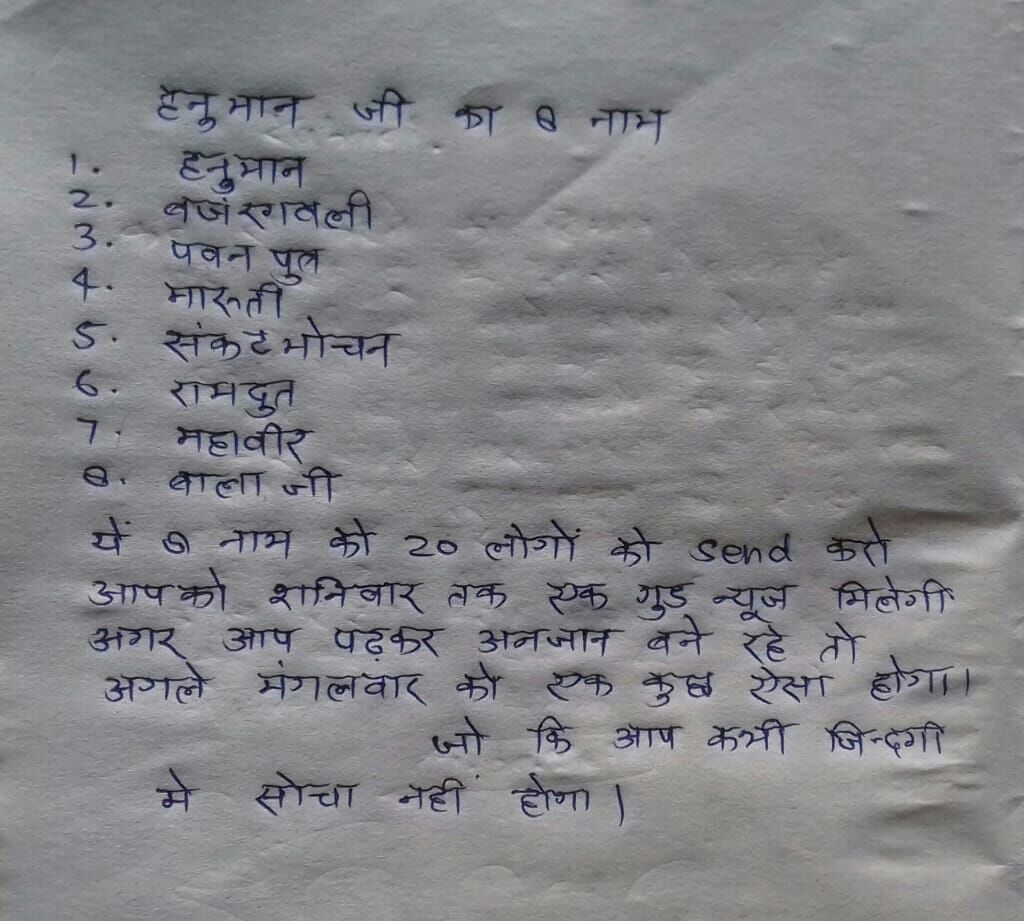 हनुमान जी का 8 नाम
1. हनुमान
2. बजंरगबली
3. पवन पुत्र
4. मारूती
5. संकटमोचन
6. रामदुत
7. महावीर
8. बाला जी
यें 8 नाम को 20 लोगों को send करो
आपको शनिवार तक एक गुड न्यूज मिलेगी
अगर आप पढ़कर अनजान बने रहे तो
अगले मंगलवार को एक कुछ ऐसा होगा।
जो कि आप कभी जिन्दगी
मे सोचा नहीं होगा।